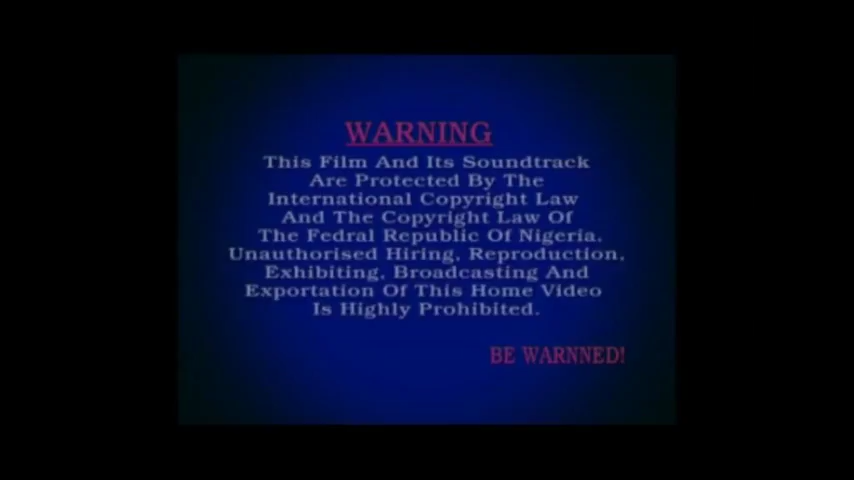 WARNING
This Film And Its Soundtrack
Are Protected By The
International Copyright Law
And The Copyright Law Of
The Fedral Republic Of Nigeria.
Unauthorised Hiring, Reproduction,
Exhibiting, Broadcasting And
Exportation Of This Home Video
Is Highly Prohibited.
BE WARNNED!